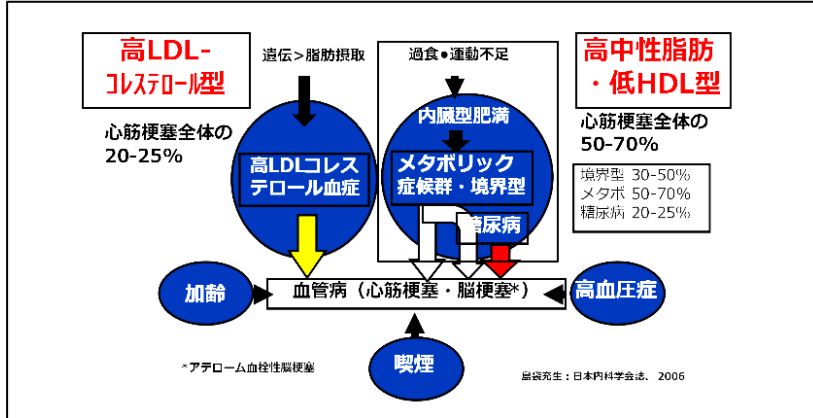 高LDL-
コレステロール型
遺伝>脂肪摂取
過食●運動不足
高中性脂肪
・低HDL型
心筋梗塞全体の
20-25%
内臓型肥満
心筋梗塞全体の
50-70%
高LDLコレス
テロール血症
メタボリック
症候群・境界型
境界型 30-50%
メタボ 50-70%
糖尿病 20-25%
糖尿病
加齢
血管病（心筋梗塞・脳梗塞*）
高血圧症
喫煙
*アテローム血栓性脳梗塞
島袋充生：日本内科学会誌、2006